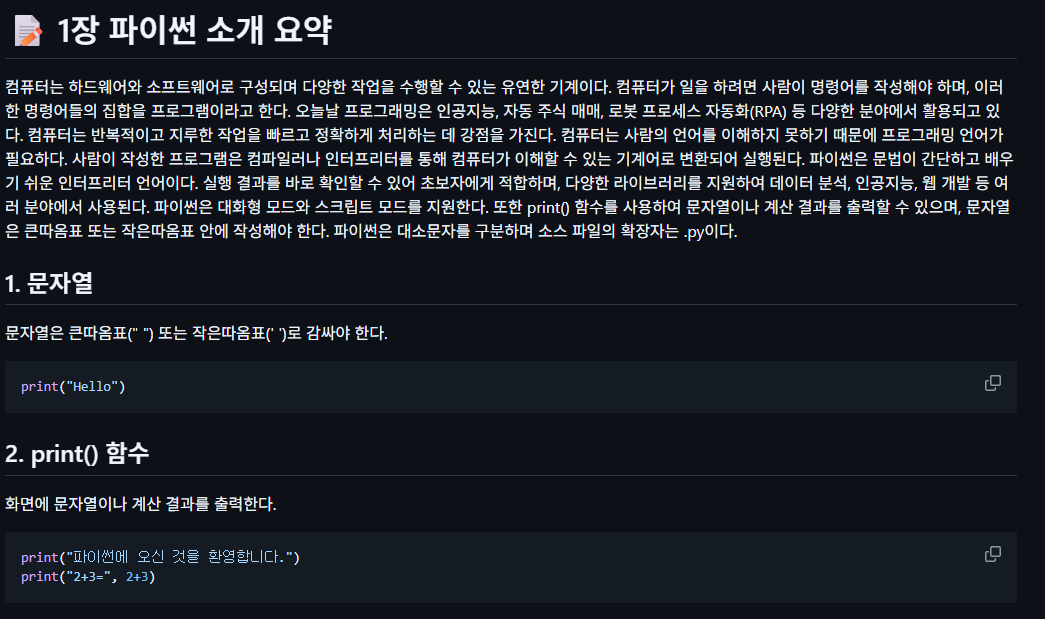 📝 1장 파이썬 소개 요약
컴퓨터는 하드웨어와 소프트웨어로 구성되며 다양한 작업을 수행할 수 있는 유연한 기계이다. 컴퓨터가 일을 하려면 사람이 명령어를 작성해야 하며, 이러
한 명령어들의 집합을 프로그램이라고 한다. 오늘날 프로그래밍은 인공지능, 자동 주식 매매, 로봇 프로세스 자동화(RPA) 등 다양한 분야에서 활용되고 있
다. 컴퓨터는 반복적이고 지루한 작업을 빠르고 정확하게 처리하는 데 강점을 가진다. 컴퓨터는 사람의 언어를 이해하지 못하기 때문에 프로그래밍 언어가
필요하다. 사람이 작성한 프로그램은 컴파일러나 인터프리터를 통해 컴퓨터가 이해할 수 있는 기계어로 변환되어 실행된다. 파이썬은 문법이 간단하고 배우
기 쉬운 인터프리터 언어이다. 실행 결과를 바로 확인할 수 있어 초보자에게 적합하며, 다양한 라이브러리를 지원하여 데이터 분석, 인공지능, 웹 개발 등 여
러 분야에서 사용된다. 파이썬은 대화형 모드와 스크립트 모드를 지원한다. 또한 print() 함수를 사용하여 문자열이나 계산 결과를 출력할 수 있으며, 문자열
은 큰따옴표 또는 작은따옴표 안에 작성해야 한다. 파이썬은 대소문자를 구분하며 소스 파일의 확장자는 .py이다.
1. 문자열
문자열은 큰따옴표(" ") 또는 작은따옴표(' ')로 감싸야 한다.
print("Hello")
2. print() 함수
화면에 문자열이나 계산 결과를 출력한다.
print("파이썬에 오신 것을 환영합니다.")
print("2+3=", 2+3)